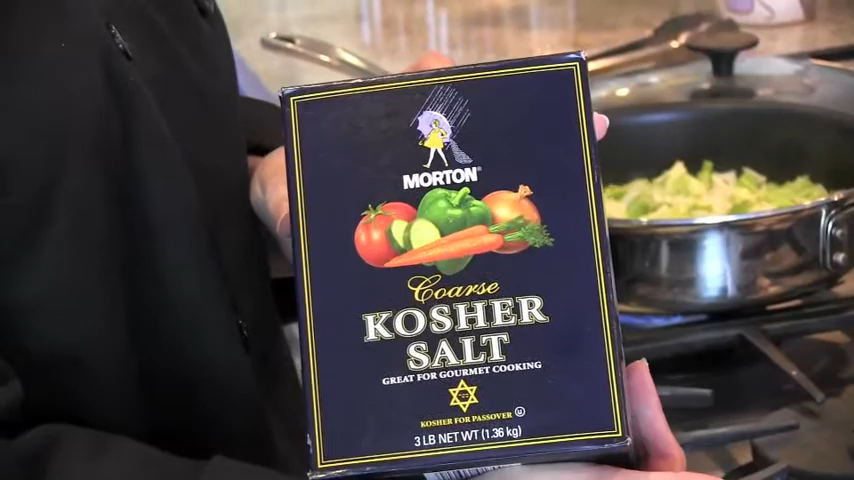 MORTON
Coarse
KOSHER
SALT
GREAT FOR GOURMET COOKING
KOSHER FOR PASSOVER U
3 LB NET WT (1.36 kg)